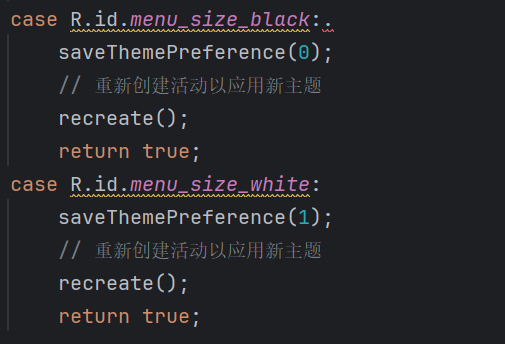 case R.id.menu_size_black:.
saveThemePreference(0);
// 重新创建活动以应用新主题
recreate();
return true;
case R.id.menu_size_white:
saveThemePreference(1);
// 重新创建活动以应用新主题
recreate();
return true;